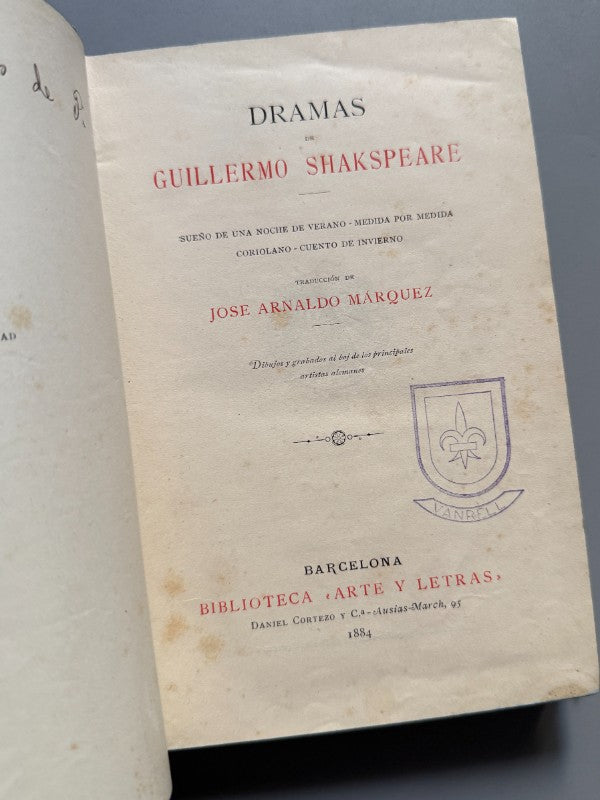 de
AD
DRAMAS
DE
GUILLERMO SHAKSPEARE
SUEÑO DE UNA NOCHE DE VERANO - MEDIDA POR MEDIDA
CORIOLANO - CUENTO DE INVIERNO
TRADUCCIÓN DE
JOSE ARNALDO MÁRQUEZ
Dibujos y grabados al boj de los principales
artistas alemanes
VANRELL
BARCELONA
BIBLIOTECA «ARTE Y LETRAS»
DANIEL CORTEZO Y C.ª - Ausias-March, 95
1884